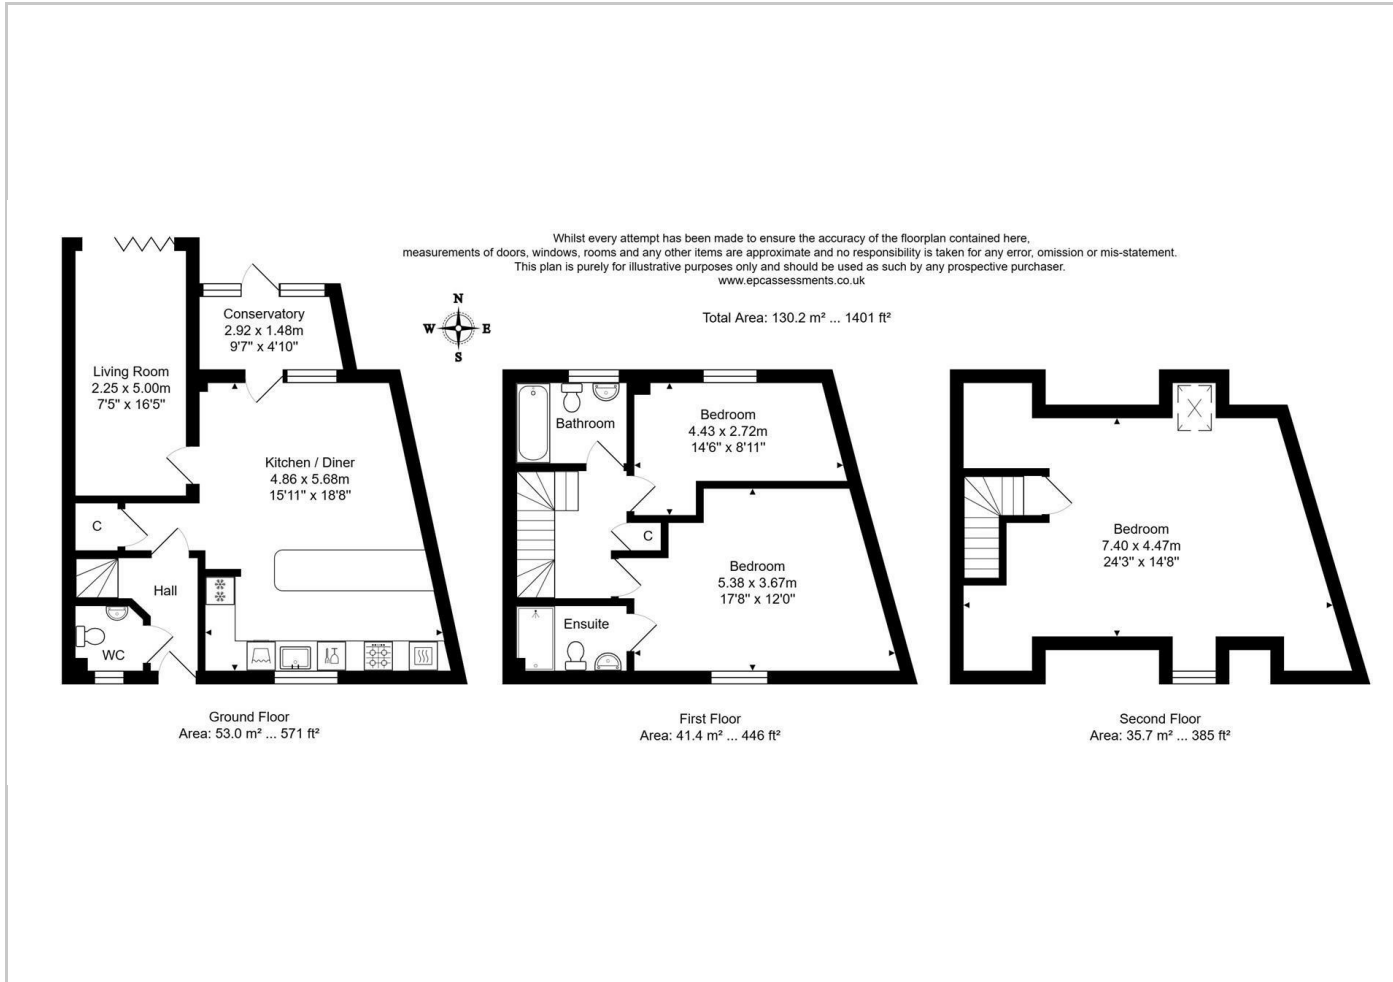 Whilst every attempt has been made to ensure the accuracy of the floorplan contained here,
measurements of doors, windows, rooms and any other items are approximate and no responsibility is taken for any error, omission or mis-statement.
This plan is purely for illustrative purposes only and should be used as such by any prospective purchaser.
www.epcassessments.co.uk
Total Area: 130.2 m² ... 1401 ft²
N
W
E
S
Conservatory
2.92 x 1.48m
9'7" x 4'10"
Living Room
2.25 x 5.00m
7'5" x 16'5"
Kitchen / Diner
4.86 x 5.68m
15'11" x 18'8"
C
Hall
WC
Ground Floor
Area: 53.0 m² ... 571 ft²
Bathroom
Bedroom
4.43 x 2.72m
14'6" x 8'11"
C
Bedroom
5.38 x 3.67m
17'8" x 12'0"
Ensuite
First Floor
Area: 41.4 m² ... 446 ft²
Bedroom
7.40 x 4.47m
24'3" x 14'8"
Second Floor
Area: 35.7 m² ... 385 ft²